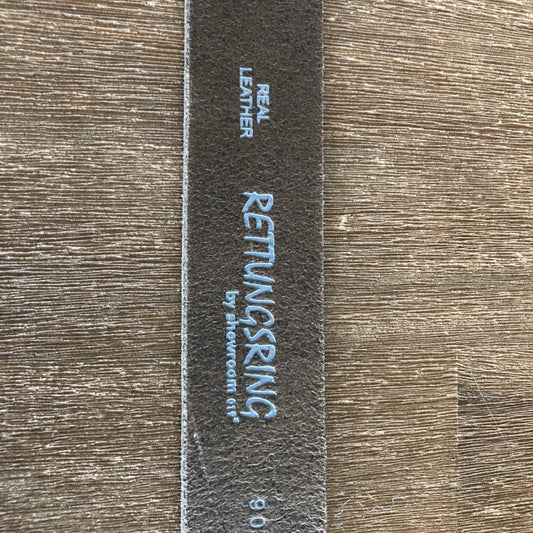 REAL
LEATHER
RETTUNGSRING
by showroom 019°
90